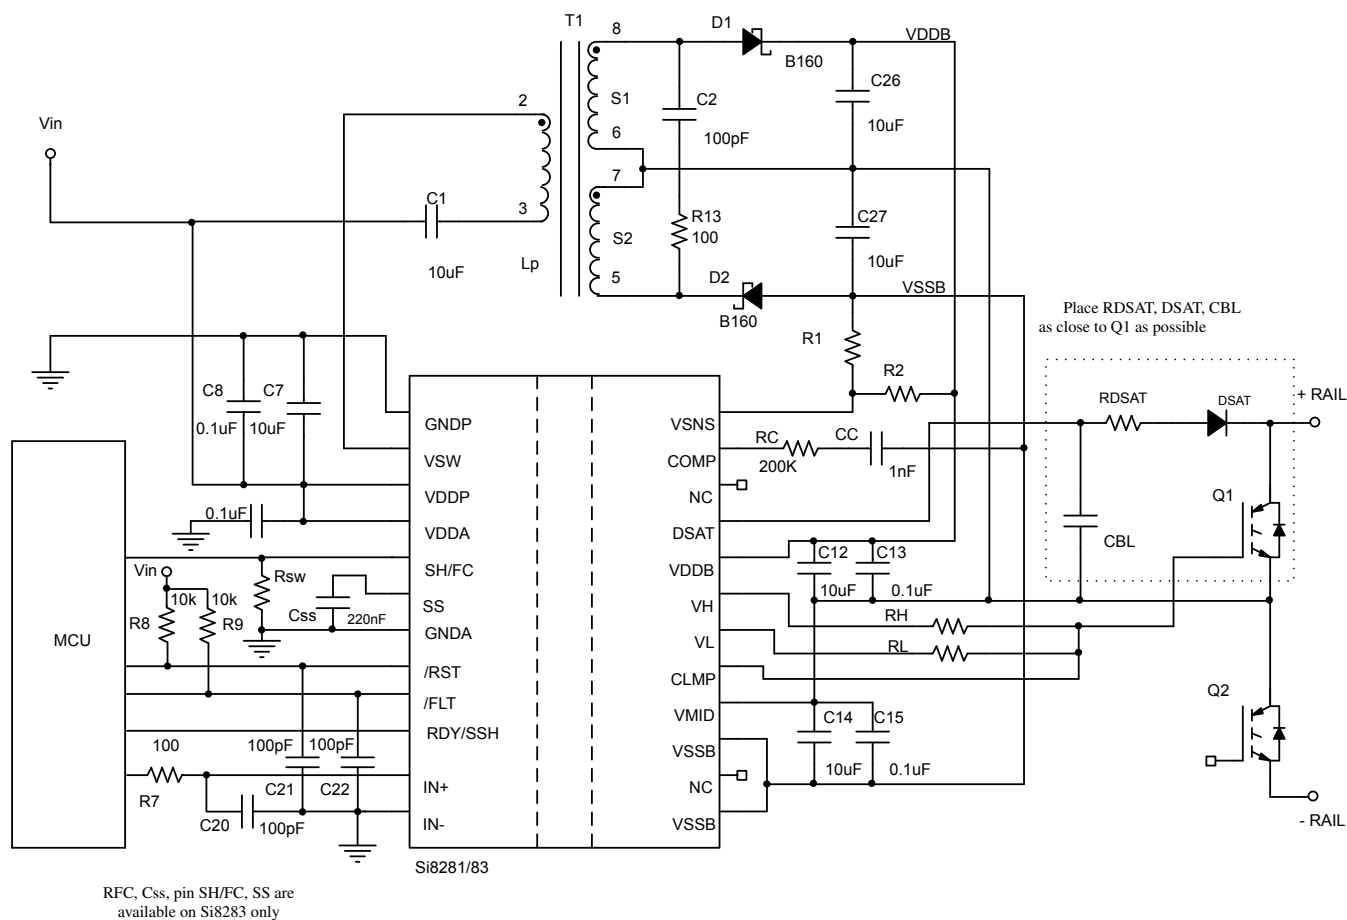 T1
8
D1
VDDB
B160
C26
10uF
S1
C2
100pF
6
2
Vin
7
C1
3
10uF
Lp
R13
100
C27
10uF
S2
5
D2
B160
VSSB
R1
R2
Place RDSAT, DSAT, CBL
as close to Q1 as possible
C8
0.1uF
C7
10uF
GNDP
VSW
VDDP
VDDA
SH/FC
SS
GNDA
/RST
/FLT
RDY/SSH
IN+
IN-
VSNS
COMP
NC
DSAT
VDDB
VH
VL
CLMP
VMID
VSSB
NC
VSSB
RC
200K
CC
1nF
RDSAT
DSAT
+ RAIL
Q1
CBL
0.1uF
Vin
10k
10k
R8
R9
Rsw
Css
220nF
MCU
C12
10uF
C13
0.1uF
RH
RL
C14
10uF
C15
0.1uF
Q2
- RAIL
100
R7
100pF
100pF
C21
C22
C20
100pF
Si8281/83
RFC, Css, pin SH/FC, SS are
available on Si8283 only